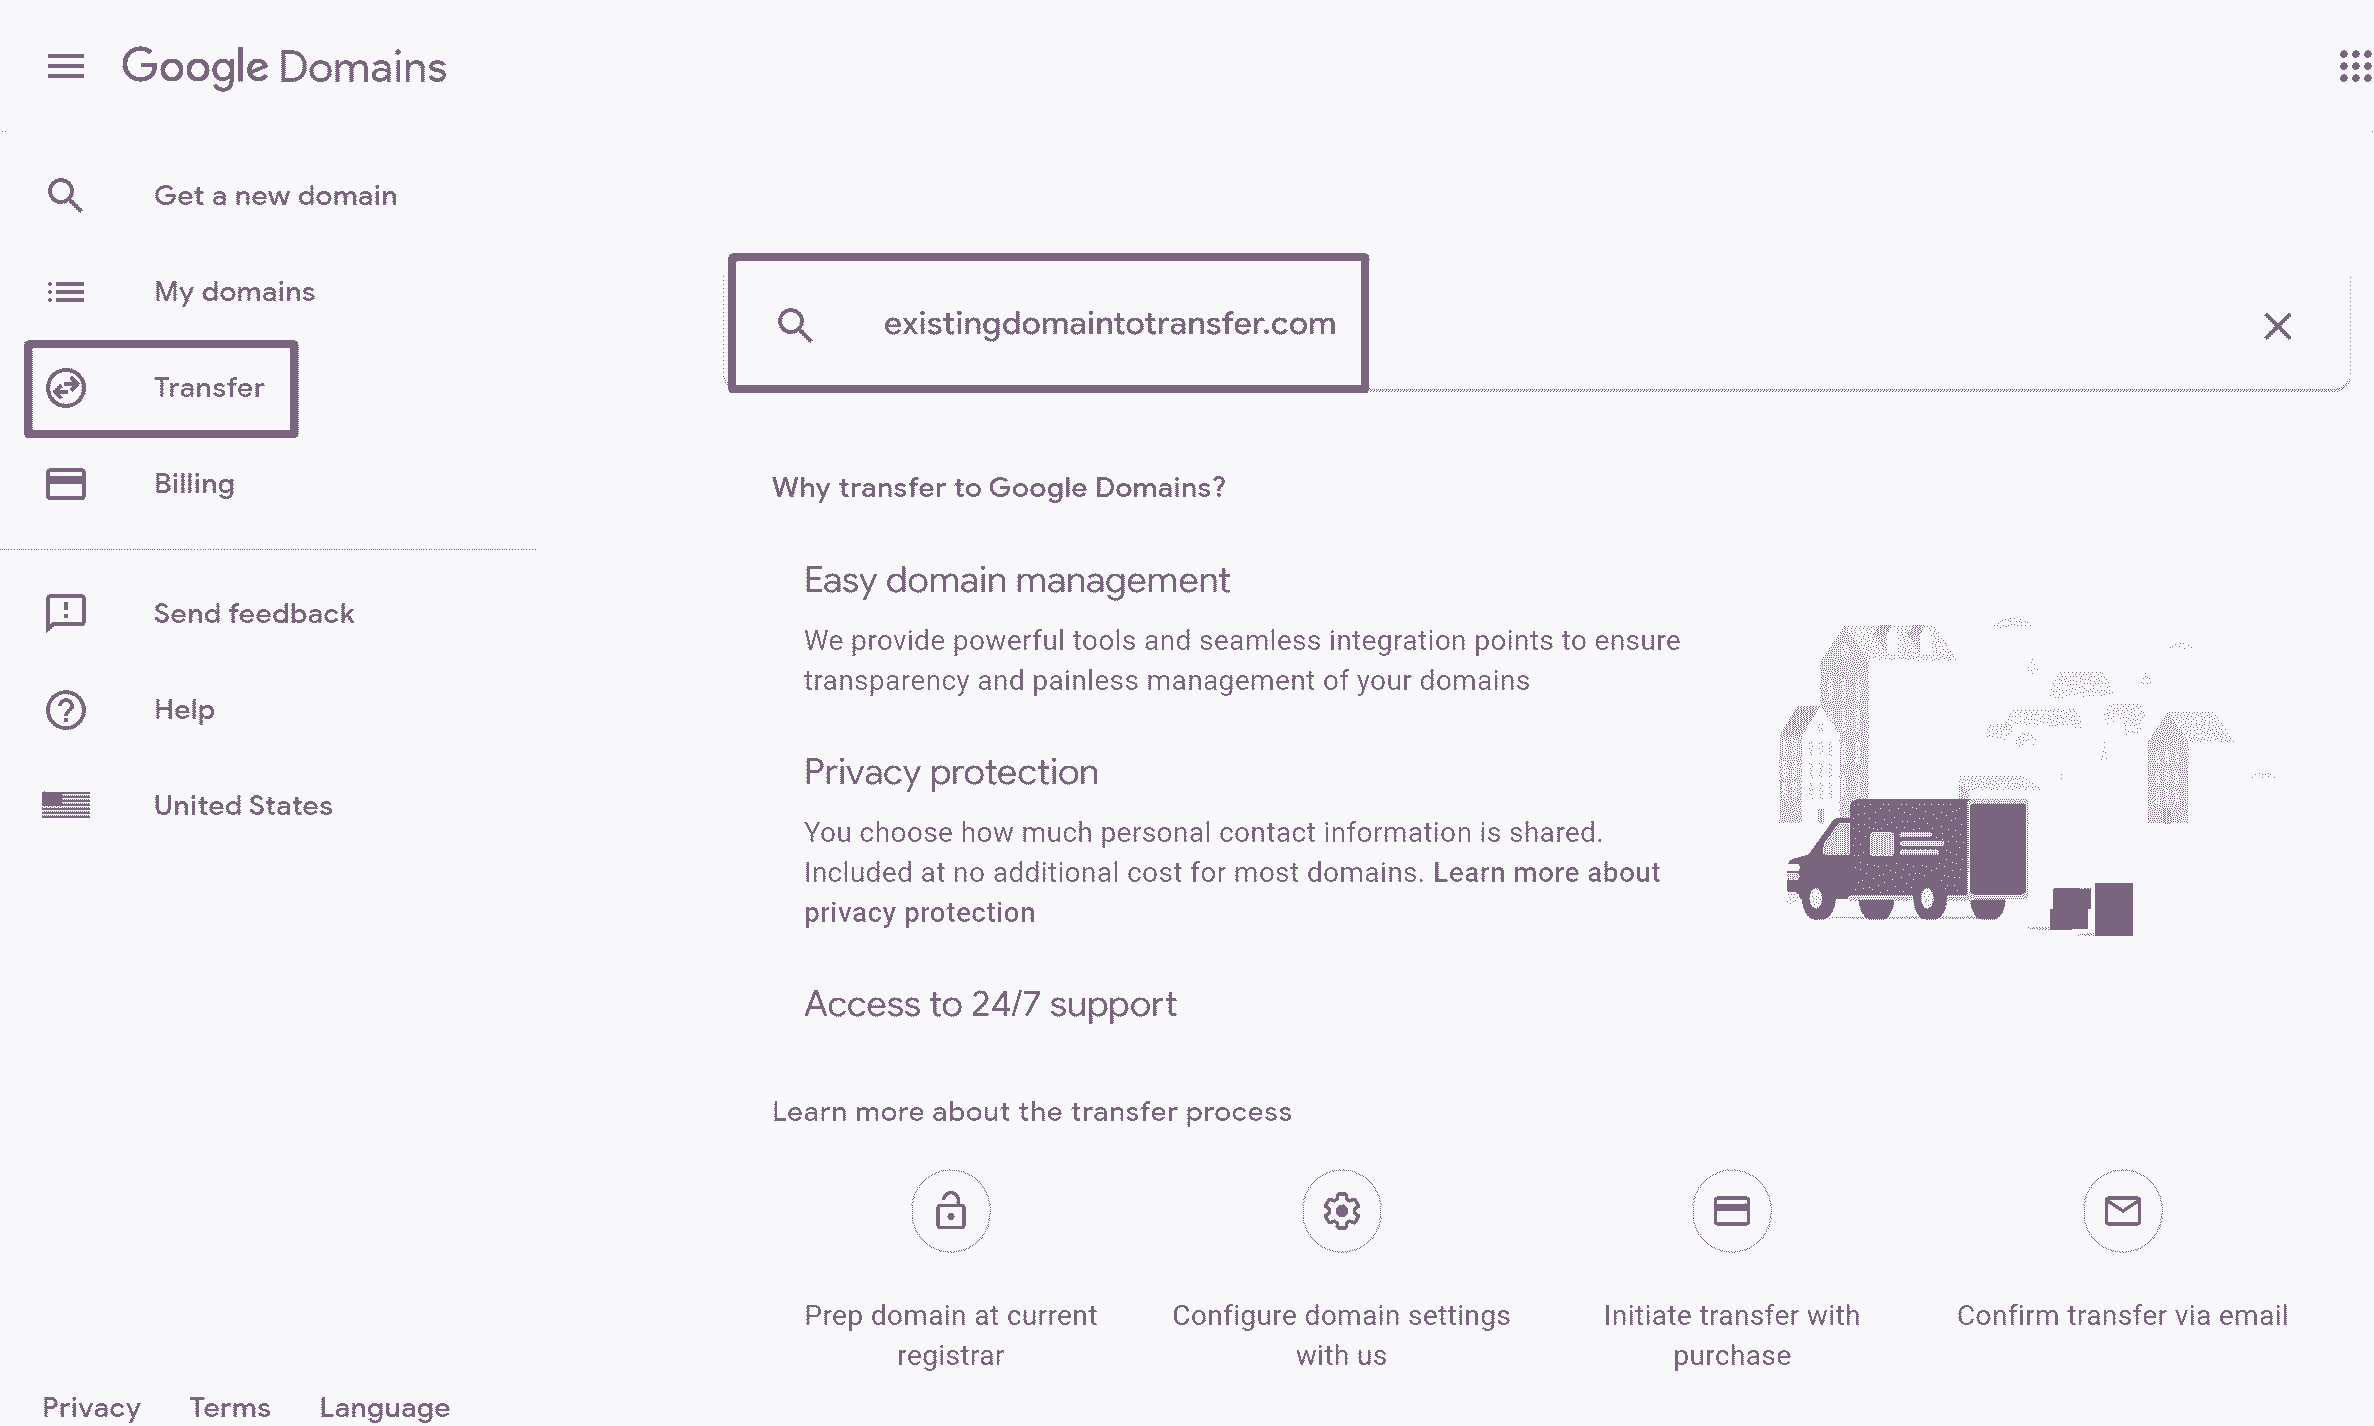 Google Domains
Get a new domain
My domains
Transfer
Billing
Send feedback
Help
United States
Privacy Terms Language
existingdomaintotransfer.com
Why transfer to Google Domains?
Easy domain management
We provide powerful tools and seamless integration points to ensure
transparency and painless management of your domains
Privacy protection
You choose how much personal contact information is shared.
Included at no additional cost for most domains. Learn more about
privacy protection
Access to 24/7 support
Learn more about the transfer process
Prep domain at current
registrar
Configure domain settings
with us
Initiate transfer with
purchase
Confirm transfer via email